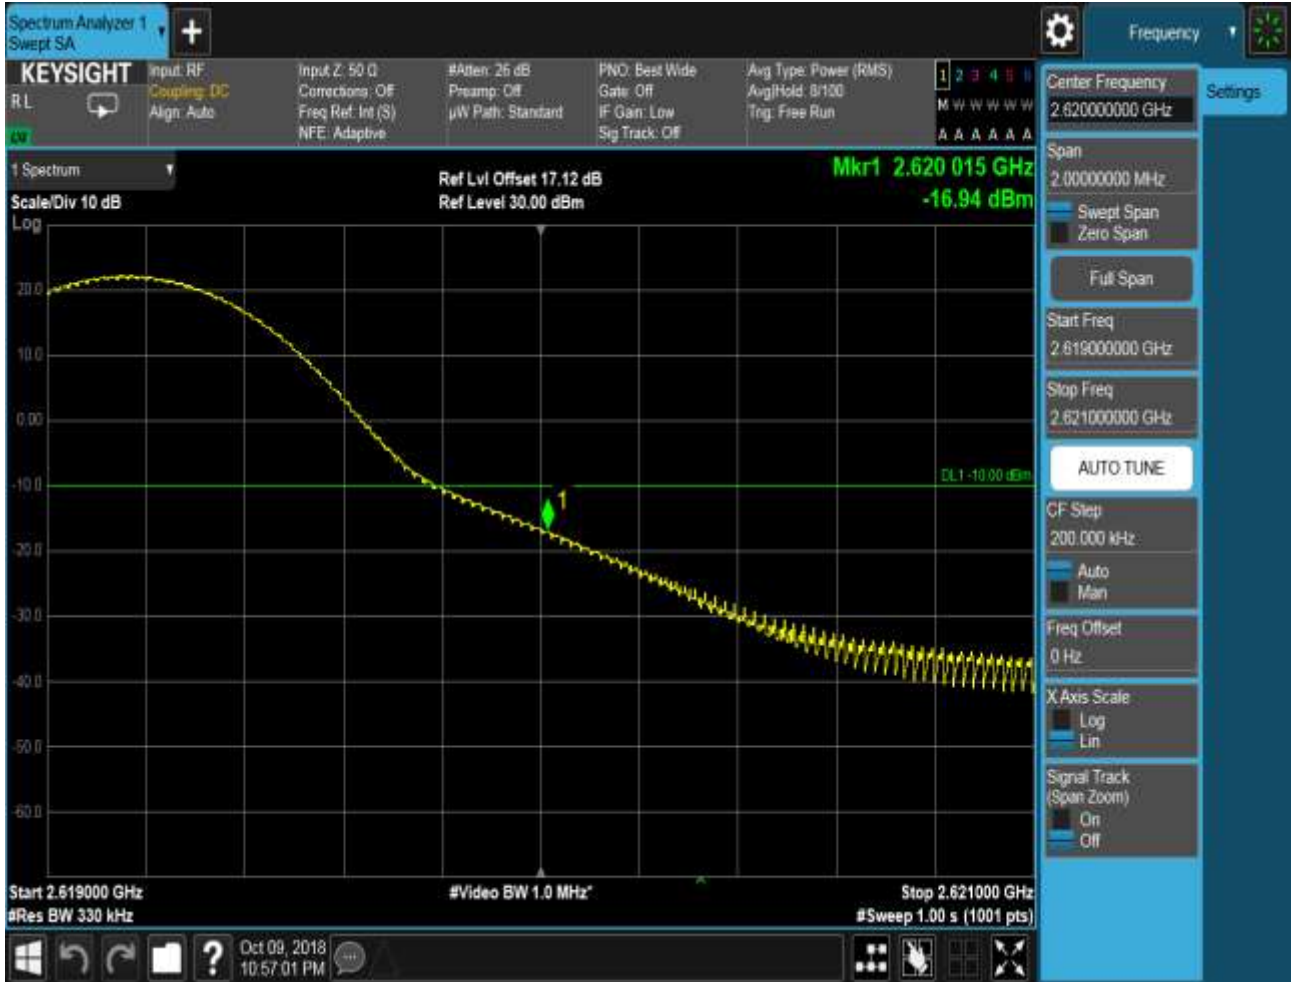 Spectrum Analyzer 1
Swept SA
Frequency
KEYSIGHT
RL
Input: RF
Coupling: DC
Align: Auto
Input Z: 50 Ω
Corrections: Off
Freq Ref: Int (S)
NFE: Adaptive
#Atten: 26 dB
Preamp: Off
µW Path: Standard
PNO: Best Wide
Gate: Off
IF Gain: Low
Sig Track: Off
Avg Type: Power (RMS)
Avg|Hold: 8/100
Trig: Free Run
1 2 3 4 5 6
M W W W W W
A A A A A A
1 Spectrum
Scale/Div 10 dB
Log
Ref Lvl Offset 17.12 dB
Ref Level 30.00 dBm
Mkr1 2.620 015 GHz
-16.94 dBm
20.0
10.0
0.00
-10.0
-20.0
-30.0
-40.0
-50.0
-60.0
DL1 -10.00 dBm
1
Start 2.619000 GHz
#Res BW 330 kHz
#Video BW 1.0 MHz*
Stop 2.621000 GHz
#Sweep 1.00 s (1001 pts)
Oct 09, 2018
10:57:01 PM
Center Frequency
2.620000000 GHz
Settings
Span
2.00000000 MHz
Swept Span
Zero Span
Full Span
Start Freq
2.619000000 GHz
Stop Freq
2.621000000 GHz
AUTO TUNE
CF Step
200.000 kHz
Auto
Man
Freq Offset
0 Hz
X Axis Scale
Log
Lin
Signal Track
(Span Zoom)
On
Off